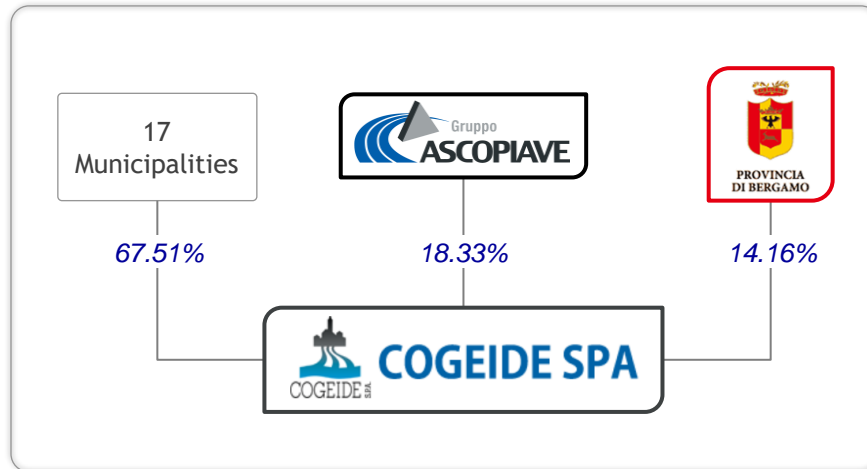 17
Municipalities
Gruppo
ASCOPIAVE
PROVINCIA
DI BERGAMO
67.51%
18.33%
14.16%
COGEIDE S.P.A.
COGEIDE SPA